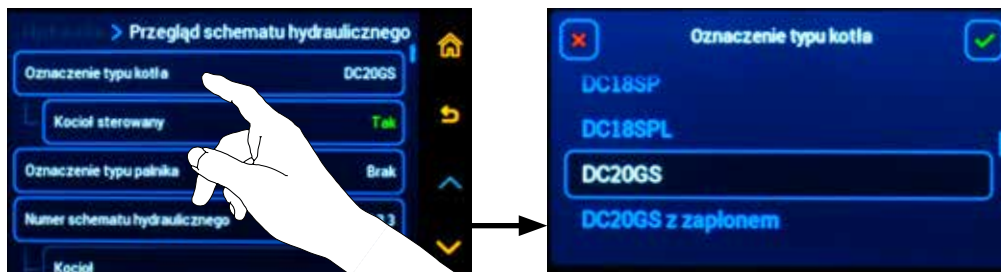 > Przegląd schematu hydraulicznego
Oznaczenie typu kotła DC20GS
Kocioł sterowany Tak
Oznaczenie typu palnika Brak
Numer schematu hydraulicznego
Kocioł
Oznaczenie typu kotła
DC18SP
DC18SPL
DC20GS
DC20GS z zapłonem